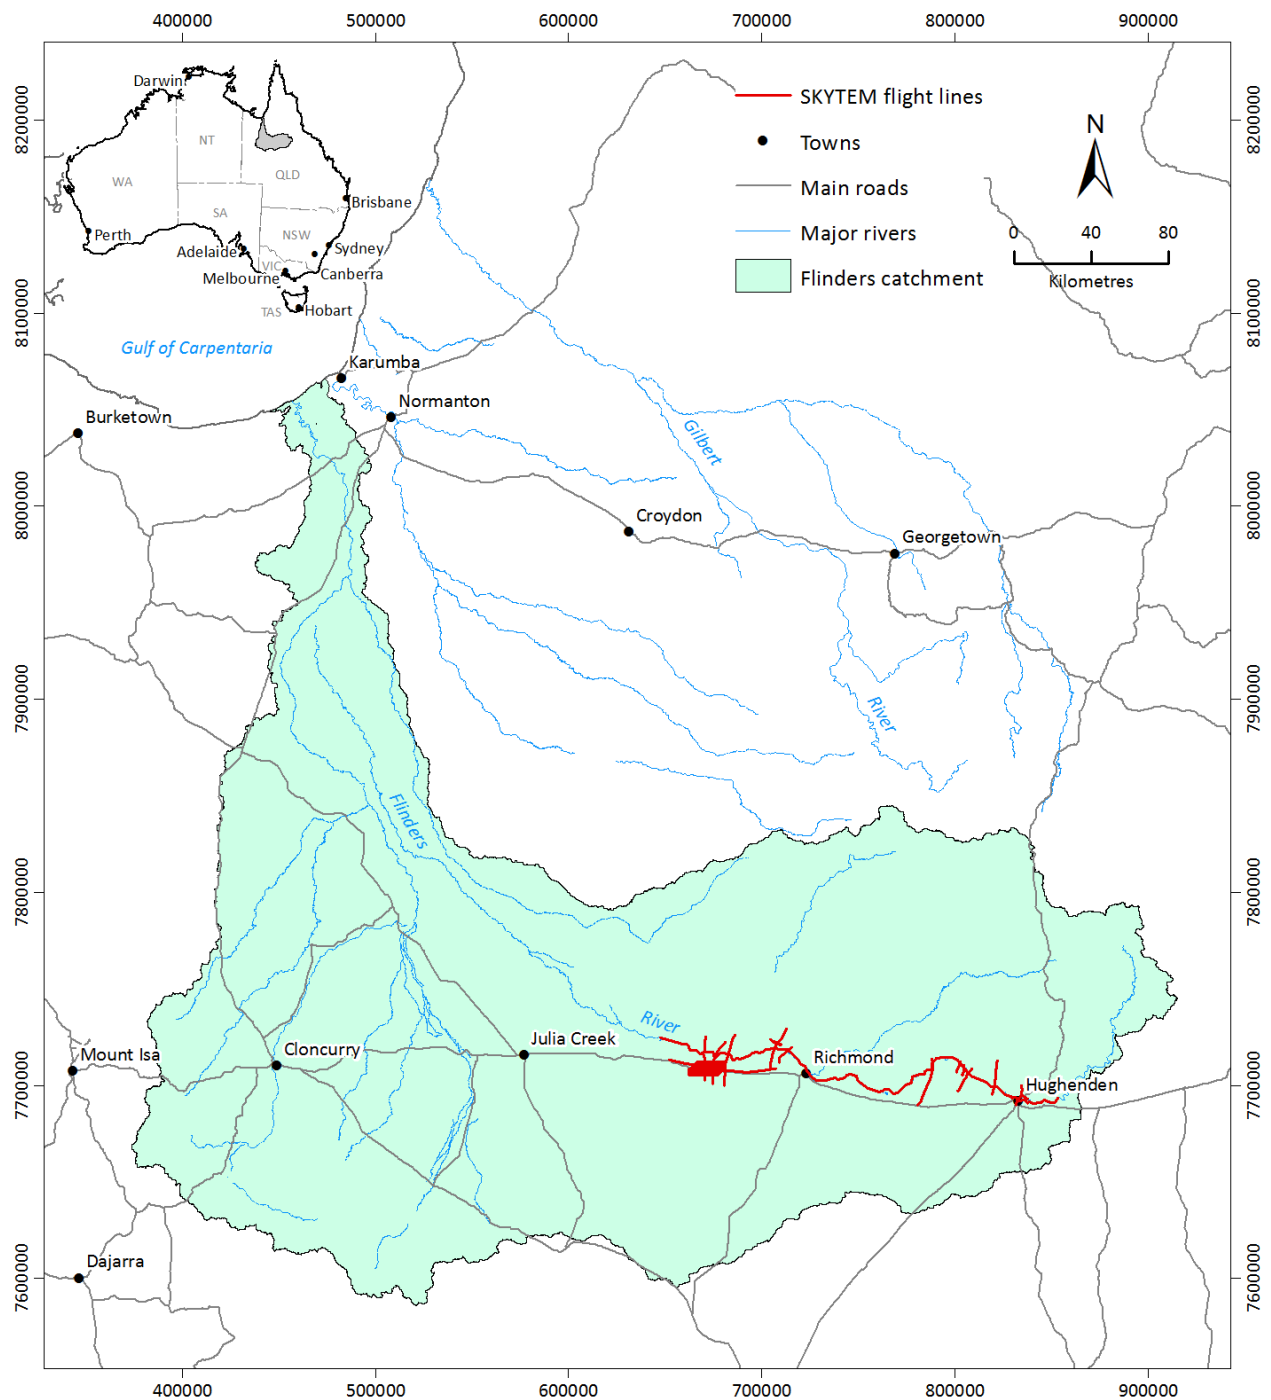 400000
500000
600000
700000
800000
900000
8200000
8200000
Darwin
NT
WA
QLD
SA
Brisbane
NSW
Perth
Adelaide
Sydney
VIC
Melbourne
Canberra
TAS
Hobart
SKYTEM flight lines
Towns
Main roads
Major rivers
Flinders catchment
N
0
40
80
Kilometres
8100000
8100000
Gulf of Carpentaria
Karumba
Normanton
Burketown
Gilbert
8000000
8000000
Croydon
Georgetown
7900000
7900000
River
Flinders
7800000
7800000
River
Julia Creek
Mount Isa
Cloncurry
Richmond
Hughenden
7700000
7700000
Dajarra
7600000
7600000
400000
500000
600000
700000
800000
900000